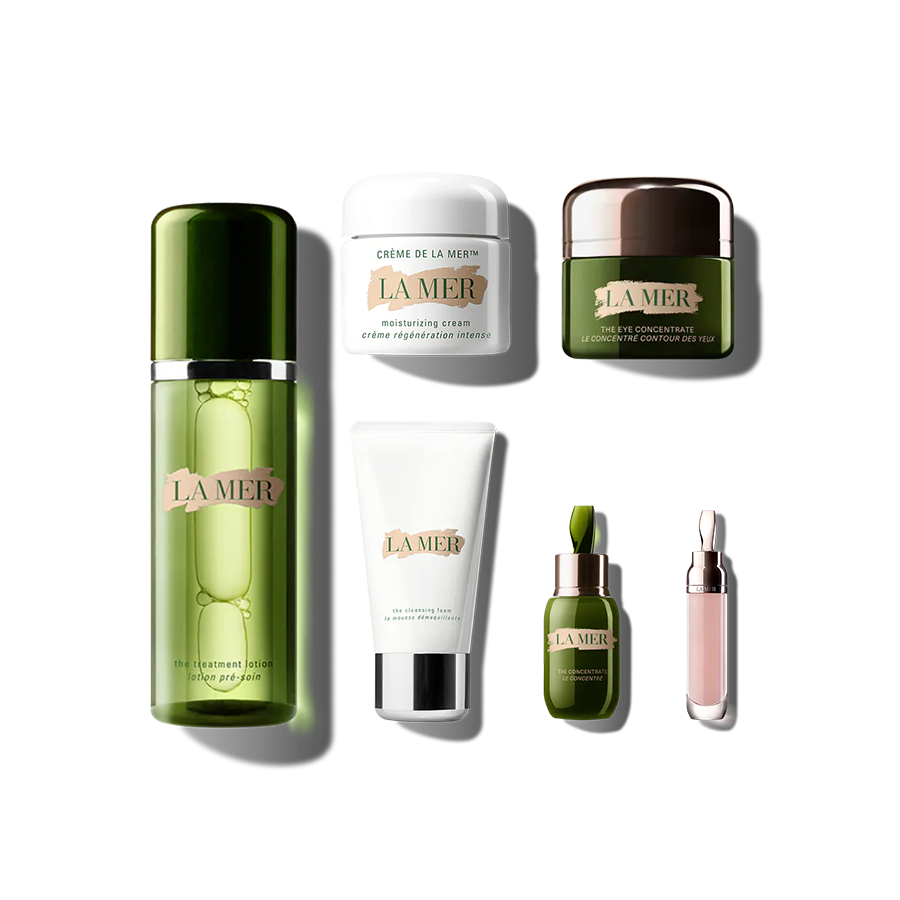 LA MER
the treatment lotion
lotion pré-soin
CRÈME DE LA MER™
LA MER
moisturizing cream
crème régénération intense
LA MER
THE EYE CONCENTRATE
LE CONCENTRÉ CONTOUR DES YEUX
LA MER
the cleansing foam
la mousse démaquillante
LA MER
THE CONCENTRATE
LE CONCENTRÉ
LA MER